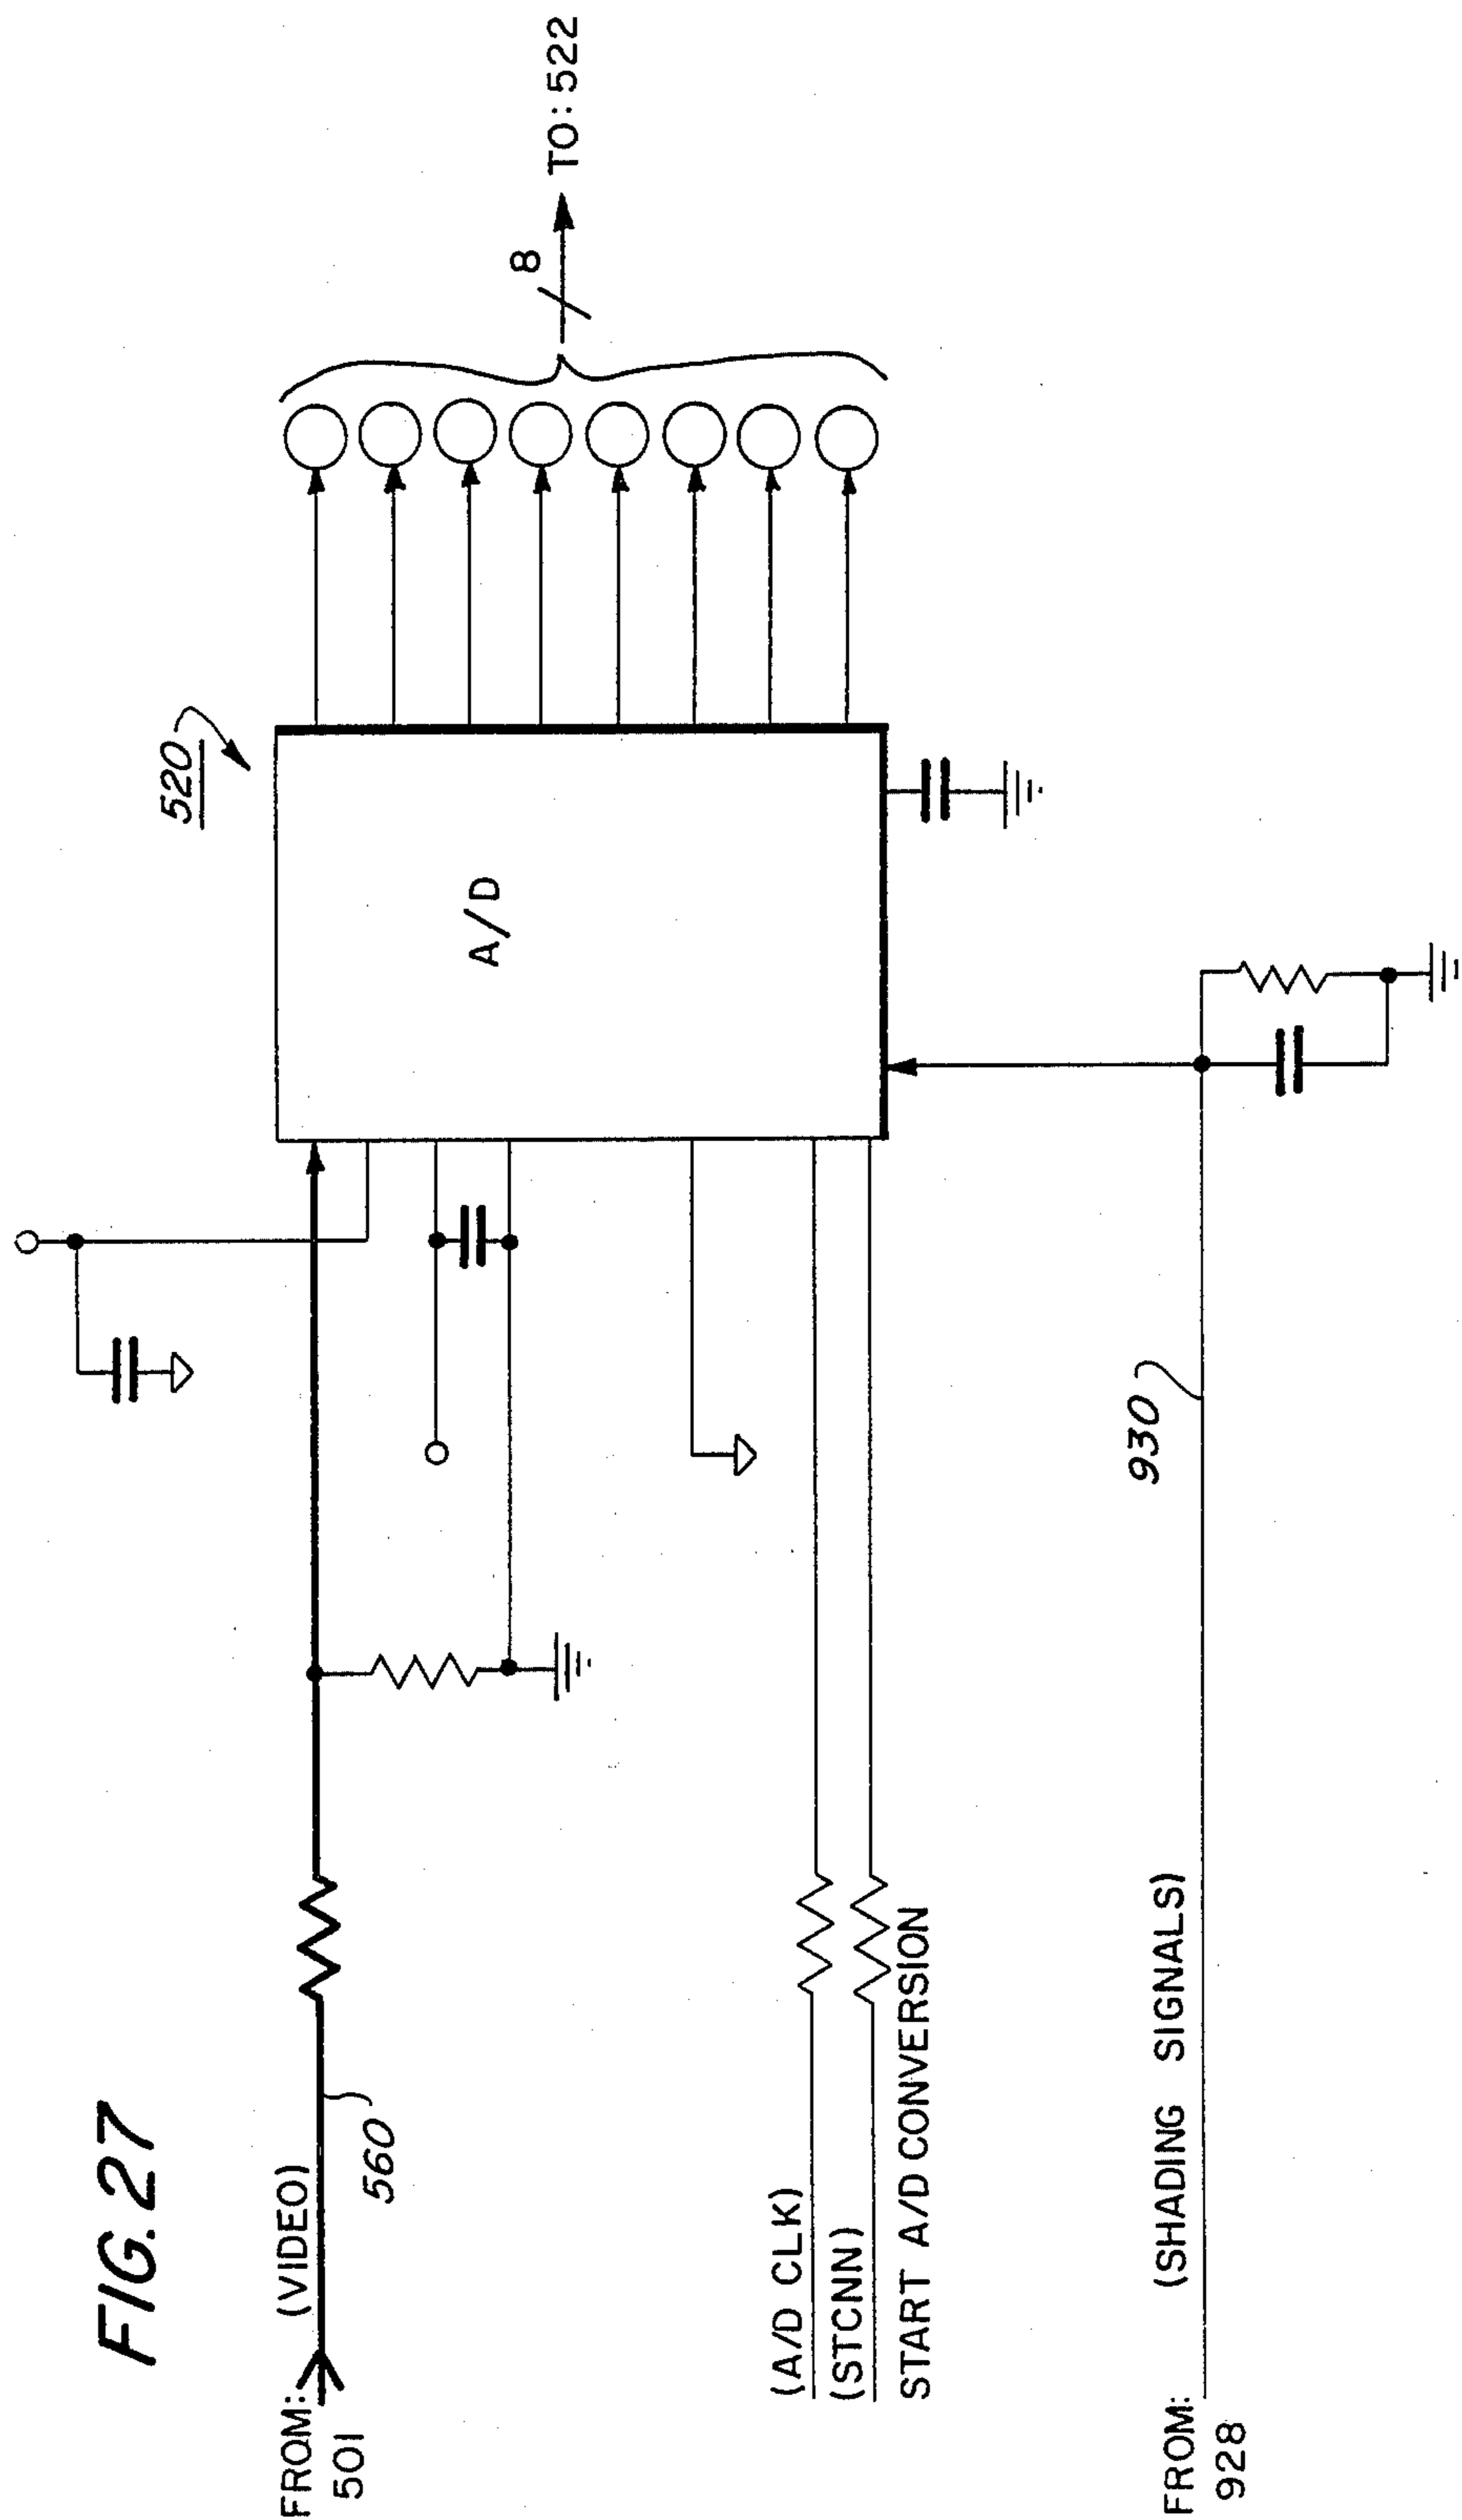 FIG. 27
520
FROM:
501
(VIDEO)
560
A/D
8
TO: 522
(A/D CLK)
(STCNN)
START A/D CONVERSION
930
FROM:
928
(SHADING SIGNALS)